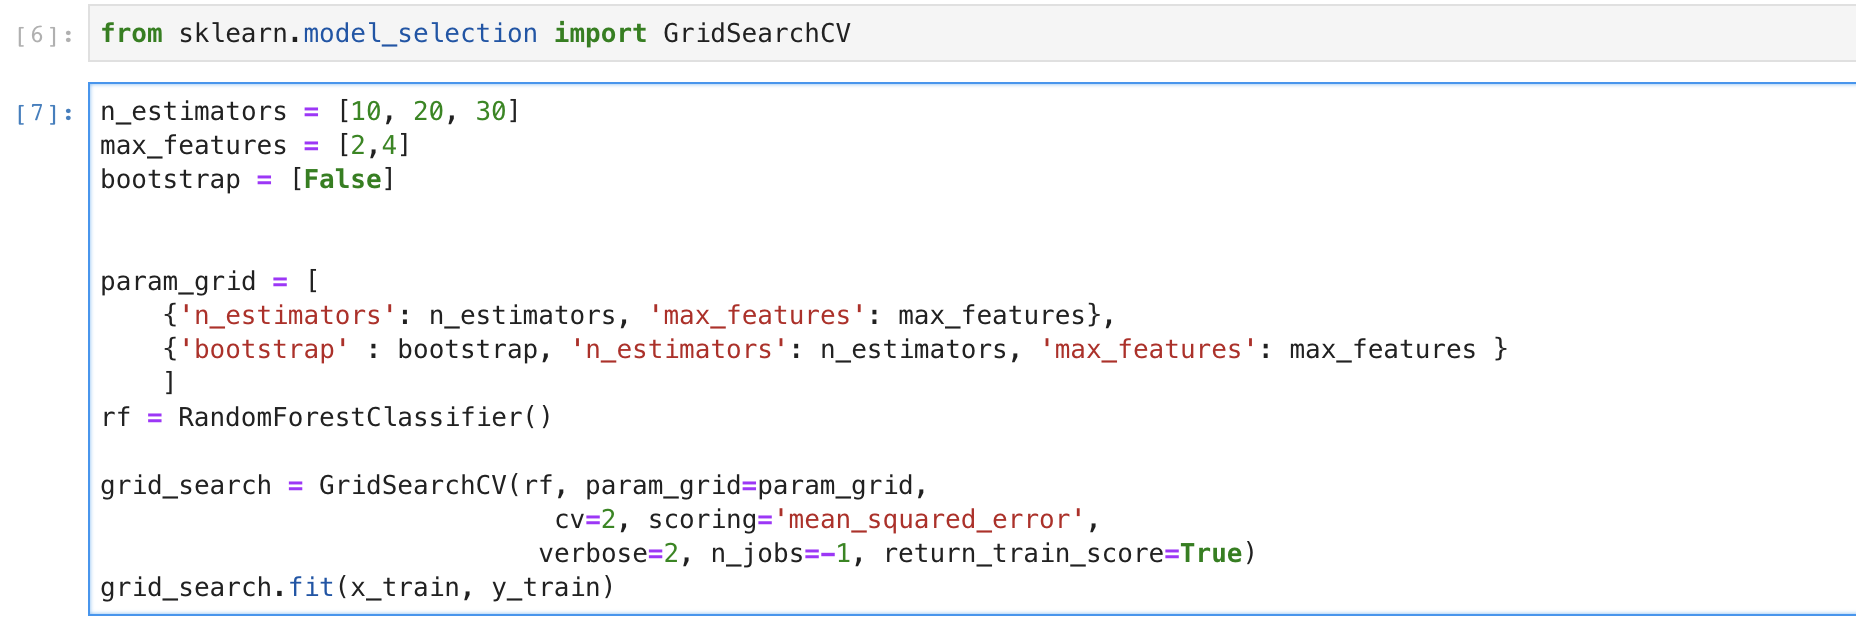 [6]: from sklearn.model_selection import GridSearchCV
[7]: n_estimators = [10, 20, 30]
max_features = [2,4]
bootstrap = [False]
param_grid = [
    {'n_estimators': n_estimators, 'max_features': max_features},
    {'bootstrap' : bootstrap, 'n_estimators': n_estimators, 'max_features': max_features }
    ]
rf = RandomForestClassifier()
grid_search = GridSearchCV(rf, param_grid=param_grid,
                             cv=2, scoring='mean_squared_error',
                            verbose=2, n_jobs=-1, return_train_score=True)
grid_search.fit(x_train, y_train)